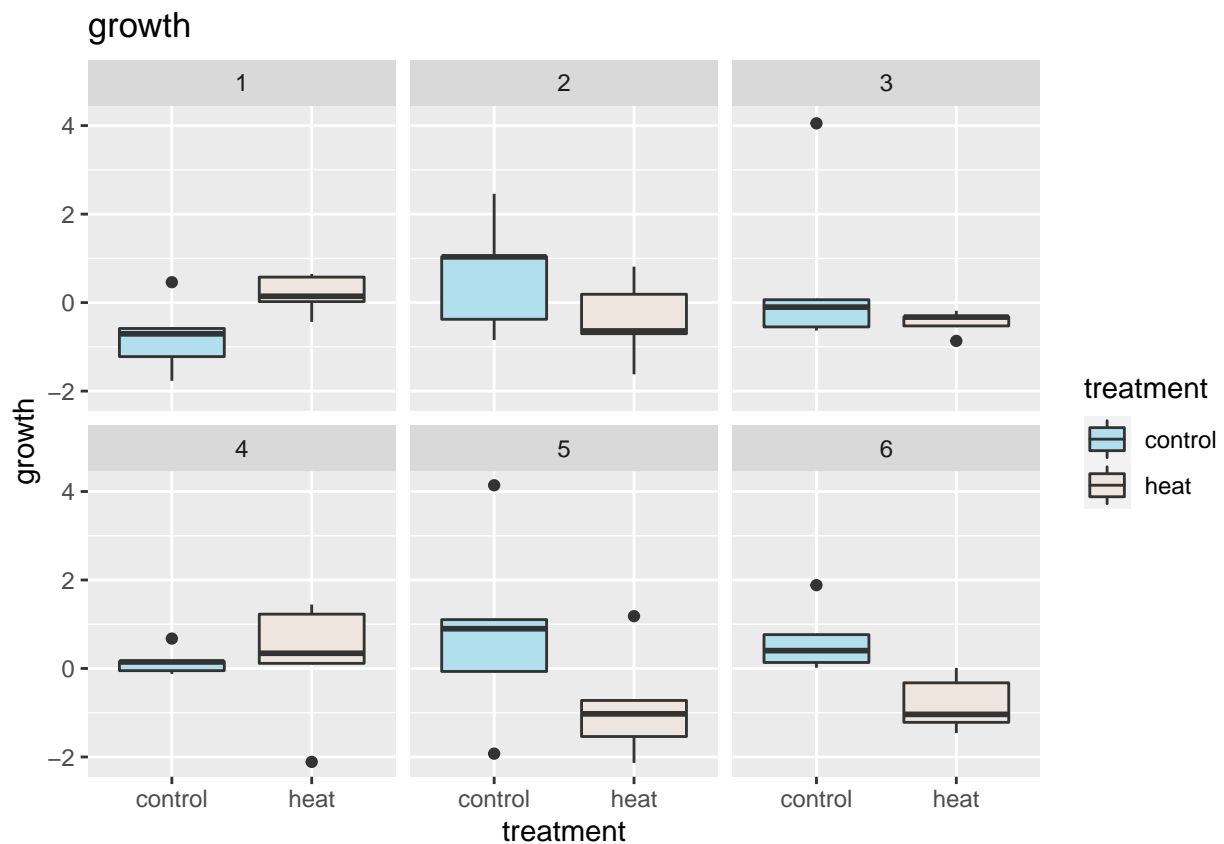 growth
1 2 3
4
2
0
−2
4 5 6
4
2
0
−2
growth
control heat control heat control heat
treatment
treatment
control
heat